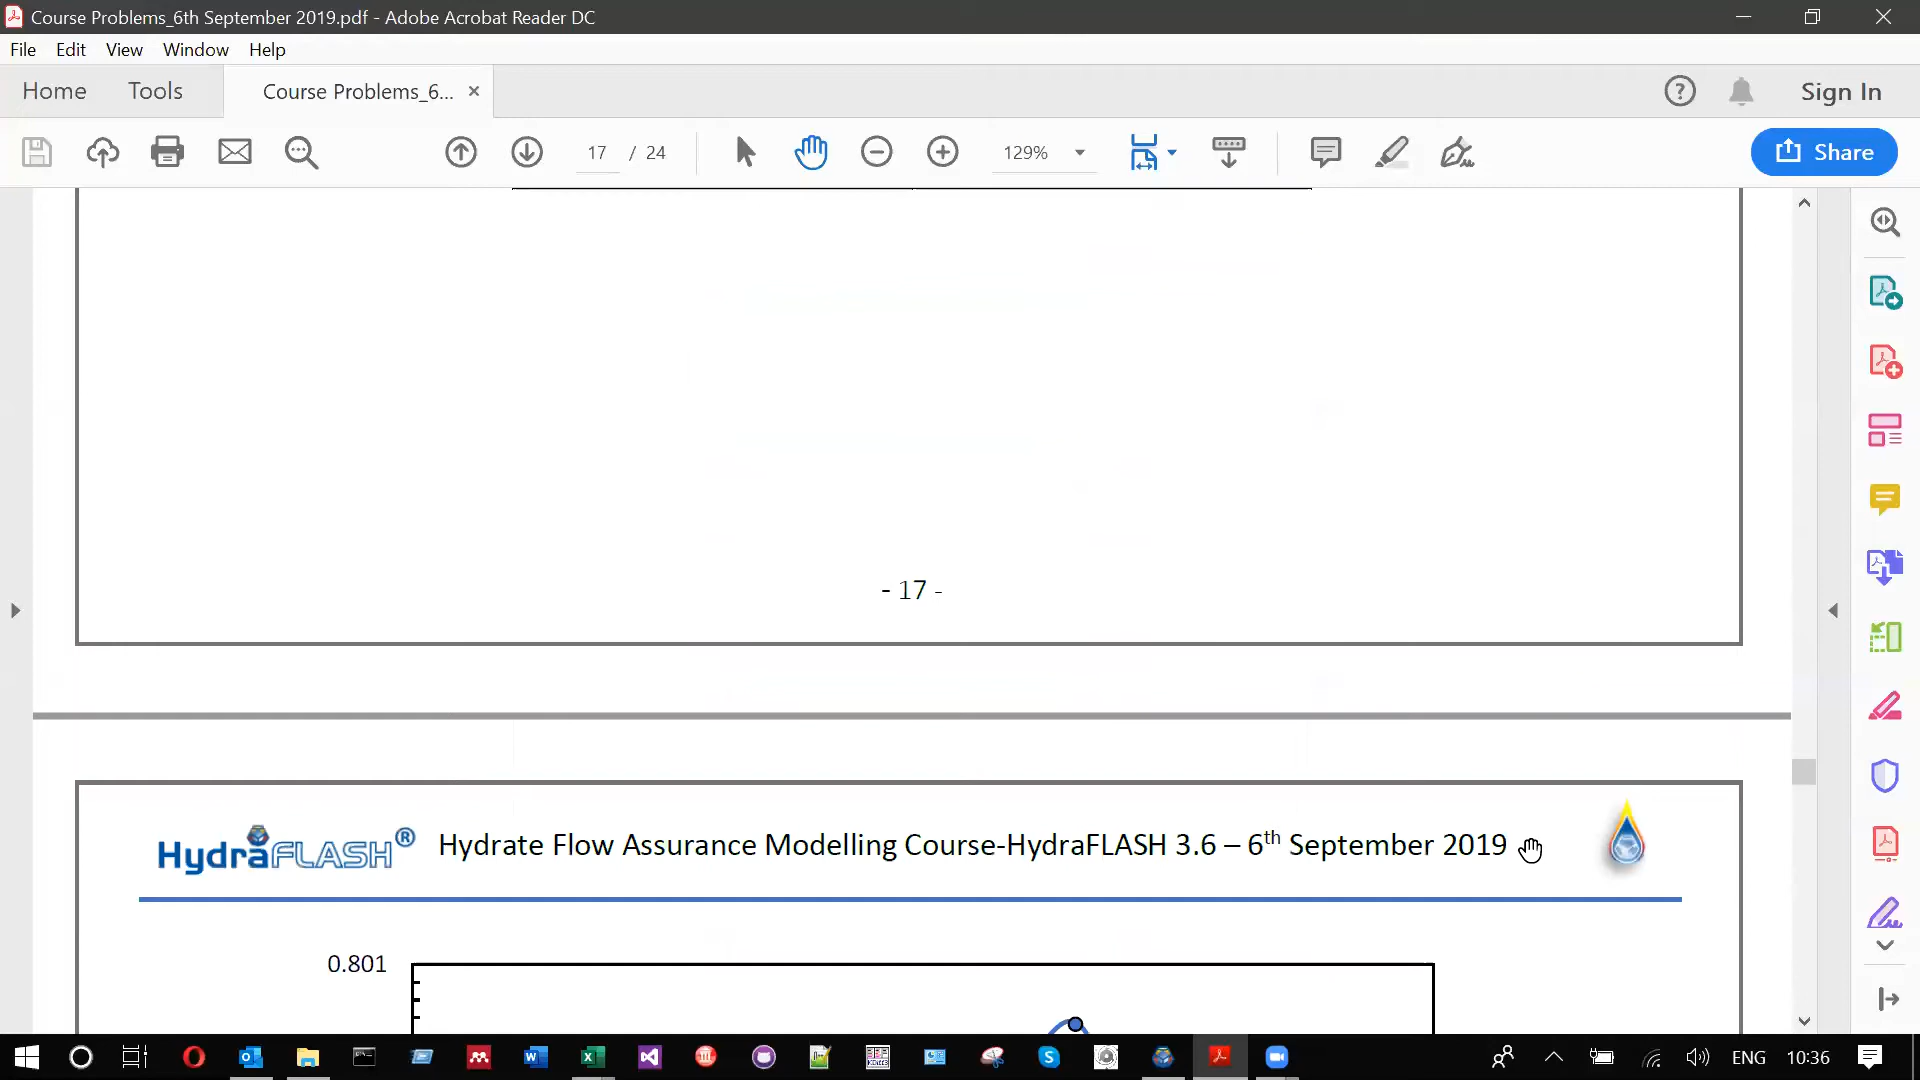 Course Problems_6th September 2019.pdf - Adobe Acrobat Reader DC
File Edit View Window Help
Home Tools Course Problems_6... × Sign In
17 / 24 129% Share
- 17 -
HydraFLASH® Hydrate Flow Assurance Modelling Course-HydraFLASH 3.6 – 6th September 2019
0.801
ENG 10:36